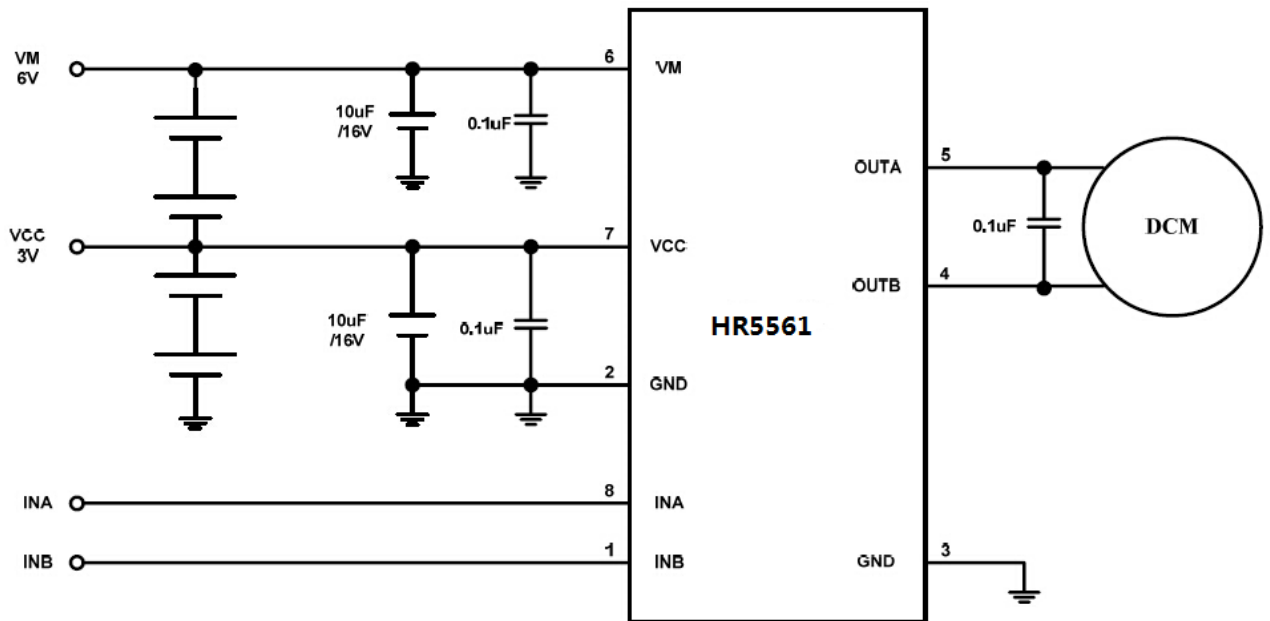 VM
6V
10uF
/16V
0.1uF
6
VM
VCC
3V
10uF
/16V
0.1uF
7
VCC
2
GND
INA
8
INA
INB
1
INB
HR5561
OUTA
5
0.1uF
DCM
OUTB
4
GND
3